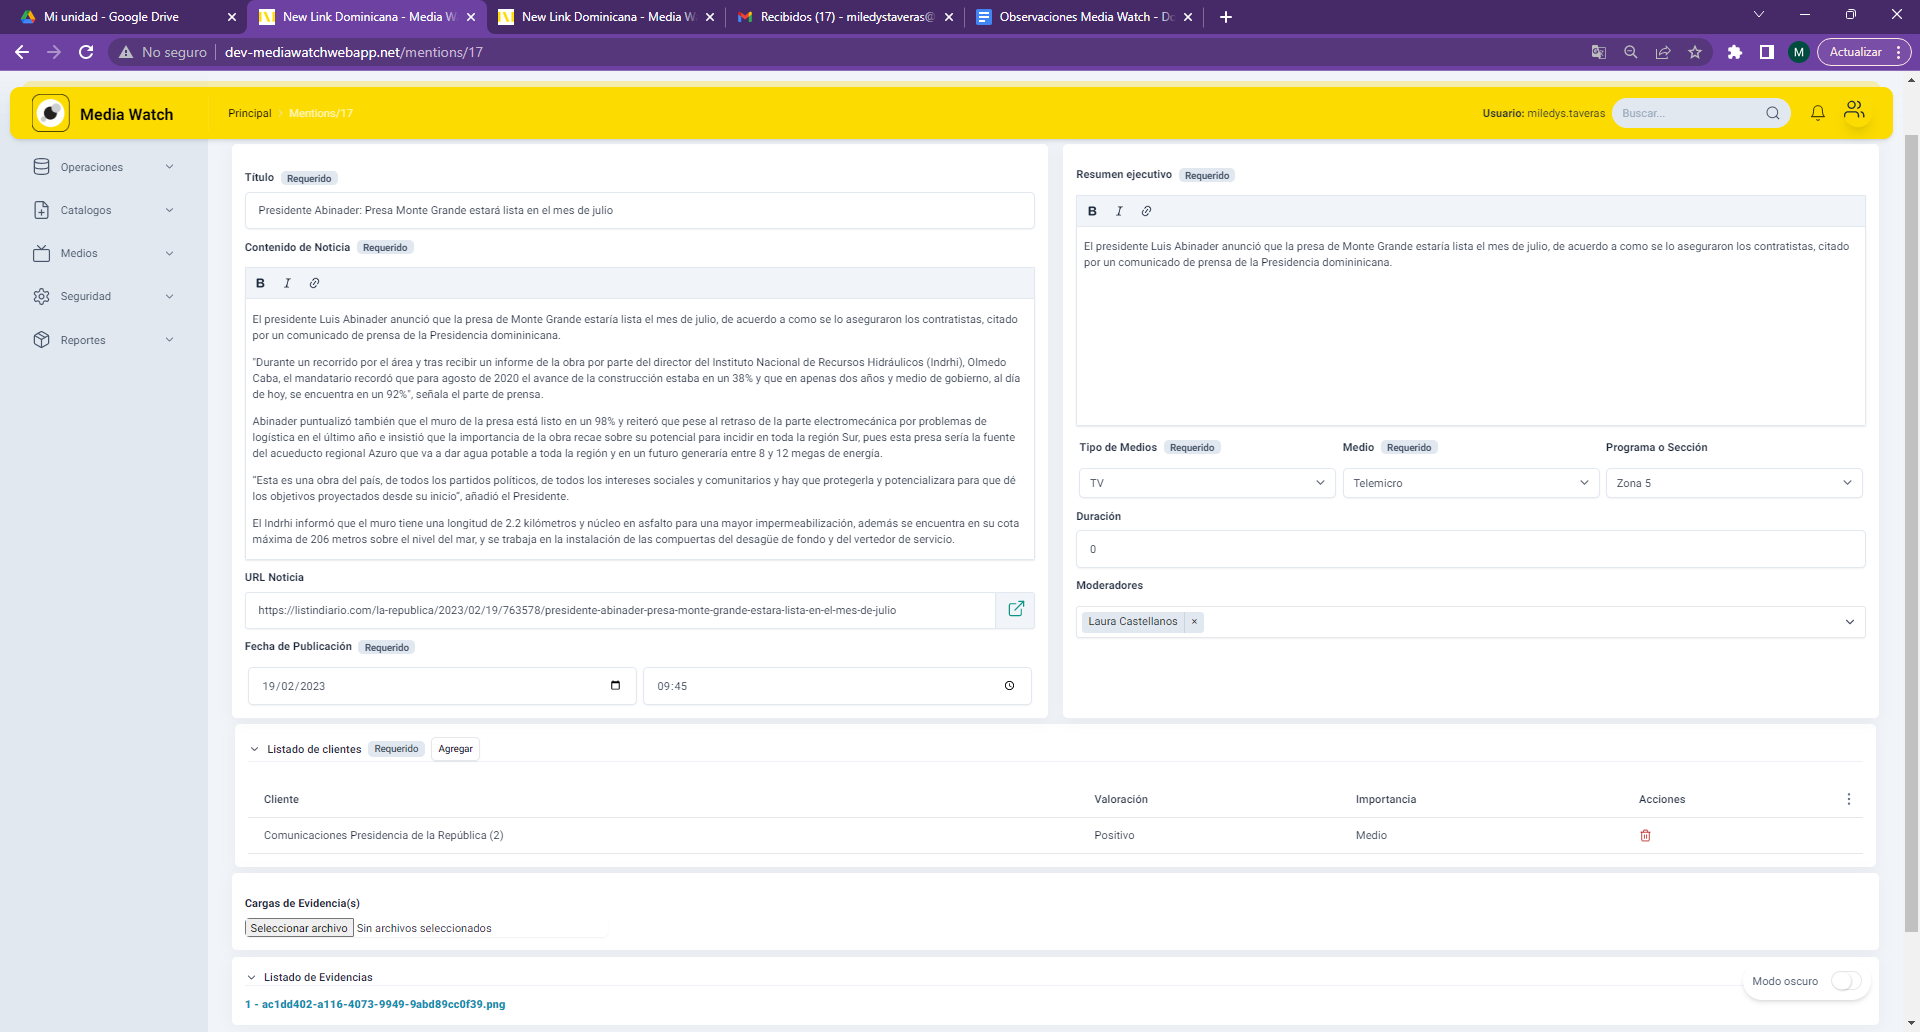 Mi unidad - Google Drive
New Link Dominicana - Media W
New Link Dominicana - Media W
Recibidos (17) - miledystaveras@
Observaciones Media Watch - Do
No seguro
dev-mediawatchwebapp.net/mentions/17
M
Actualizar
Media Watch
Principal
Mentions/17
Usuario: miledys.taveras
Buscar...
Operaciones
Catalogos
Medios
Seguridad
Reportes
Título Requerido
Presidente Abinader: Presa Monte Grande estará lista en el mes de julio
Contenido de Noticia Requerido
B I
El presidente Luis Abinader anunció que la presa de Monte Grande estaría lista el mes de julio, de acuerdo a como se lo aseguraron los contratistas, citado
por un comunicado de prensa de la Presidencia domininicana.
"Durante un recorrido por el área y tras recibir un informe de la obra por parte del director del Instituto Nacional de Recursos Hidráulicos (Indrhi), Olmedo
Caba, el mandatario recordó que para agosto de 2020 el avance de la construcción estaba en un 38% y que en apenas dos años y medio de gobierno, al día
de hoy, se encuentra en un 92%", señala el parte de prensa.
Abinader puntualizó también que el muro de la presa está listo en un 98% y reiteró que pese al retraso de la parte electromecánica por problemas de
logística en el último año e insistió que la importancia de la obra recae sobre su potencial para incidir en toda la región Sur, pues esta presa sería la fuente
del acueducto regional Azuro que va a dar agua potable a toda la región y en un futuro generaría entre 8 y 12 megas de energía.
"Esta es una obra del país, de todos los partidos políticos, de todos los intereses sociales y comunitarios y hay que protegerla y potencializara para que dé
los objetivos proyectados desde su inicio", añadió el Presidente.
El Indrhi informó que el muro tiene una longitud de 2.2 kilómetros y núcleo en asfalto para una mayor impermeabilización, además se encuentra en su cota
máxima de 206 metros sobre el nivel del mar, y se trabaja en la instalación de las compuertas del desagüe de fondo y del vertedor de servicio.
URL Noticia
https://listindiario.com/la-republica/2023/02/19/763578/presidente-abinader-presa-monte-grande-estara-lista-en-el-mes-de-julio
Fecha de Publicación Requerido
19/02/2023
09:45
Resumen ejecutivo Requerido
B I
El presidente Luis Abinader anunció que la presa de Monte Grande estaría lista el mes de julio, de acuerdo a como se lo aseguraron los contratistas, citado
por un comunicado de prensa de la Presidencia domininicana.
Tipo de Medios Requerido
Medio Requerido
Programa o Sección
TV
Telemicro
Zona 5
Duración
0
Moderadores
Laura Castellanos ×
Listado de clientes Requerido Agregar
Cliente Valoración Importancia Acciones
Comunicaciones Presidencia de la República (2) Positivo Medio
Cargas de Evidencia(s)
Seleccionar archivo Sin archivos seleccionados
Listado de Evidencias
1 - ac1dd402-a116-4073-9949-9abd89cc0f39.png
Modo oscuro